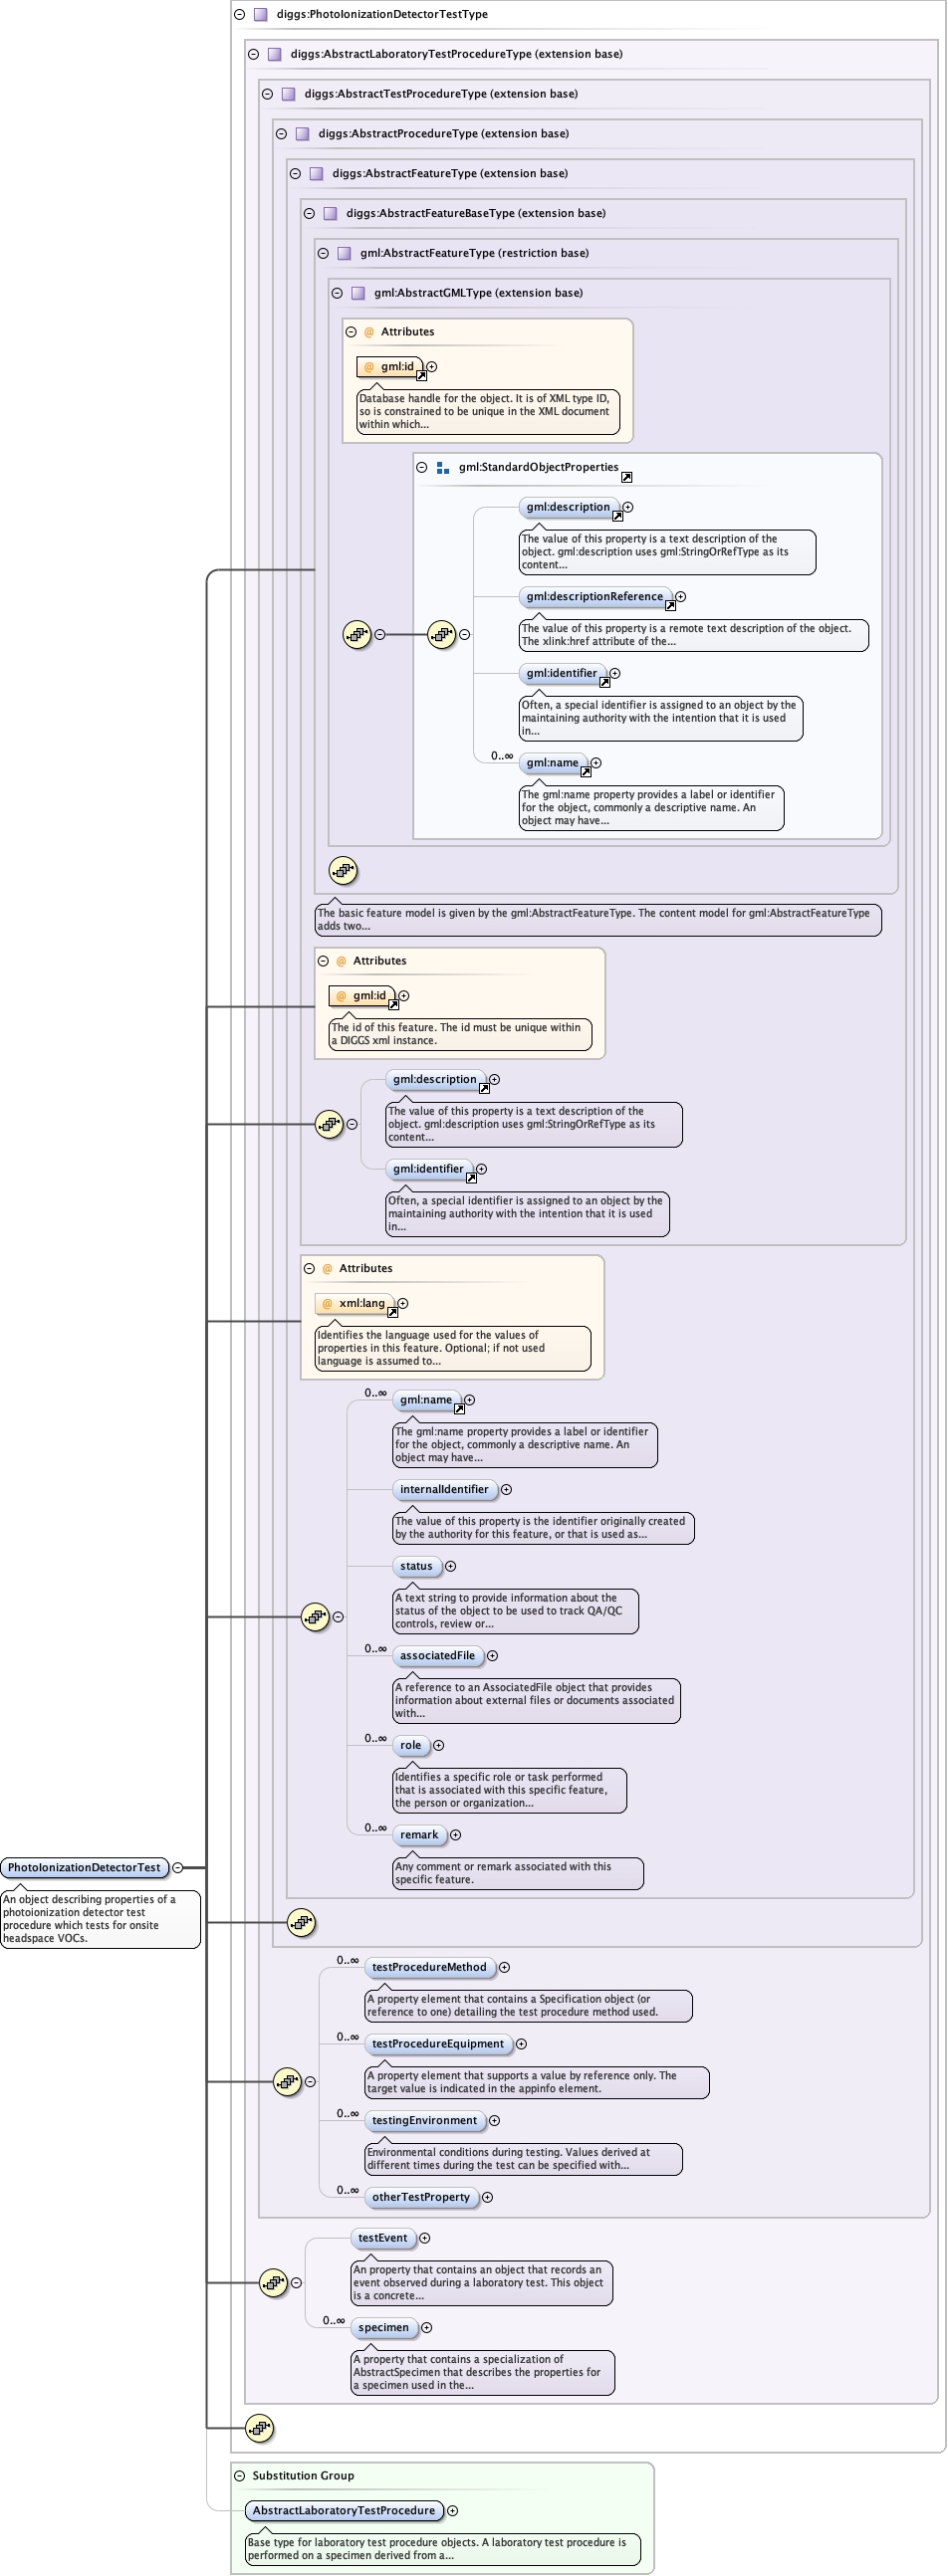 diggs:PhotoIonizationDetectorTestType
diggs:AbstractLaboratoryTestProcedureType (extension base)
diggs:AbstractTestProcedureType (extension base)
diggs:AbstractProcedureType (extension base)
diggs:AbstractFeatureType (extension base)
diggs:AbstractFeatureBaseType (extension base)
gml:AbstractFeatureType (restriction base)
gml:AbstractGMLType (extension base)
@ Attributes
@ gml:id
Database handle for the object. It is of XML type ID,
so is constrained to be unique in the XML document
within which...
gml:StandardObjectProperties
gml:description
The value of this property is a text description of the
object. gml:description uses gml:StringOrRefType as its
content...
gml:descriptionReference
The value of this property is a remote text description of the object.
The xlink:href attribute of the...
gml:identifier
Often, a special identifier is assigned to an object by the
maintaining authority with the intention that it is used
in...
0..∞
gml:name
The gml:name property provides a label or identifier
for the object, commonly a descriptive name. An
object may have...
The basic feature model is given by the gml:AbstractFeatureType. The content model for gml:AbstractFeatureType
adds two...
@ Attributes
@ gml:id
The id of this feature. The id must be unique within
a DIGGS xml instance.
gml:description
The value of this property is a text description of the
object. gml:description uses gml:StringOrRefType as its
content...
gml:identifier
Often, a special identifier is assigned to an object by the
maintaining authority with the intention that it is used
in...
@ Attributes
@ xml:lang
Identifies the language used for the values of
properties in this feature. Optional; if not used
language is assumed to...
0..∞
gml:name
The gml:name property provides a label or identifier
for the object, commonly a descriptive name. An
object may have...
internalIdentifier
The value of this property is the identifier originally created
by the authority for this feature, or that is used as...
status
A text string to provide information about the
status of the object to be used to track QA/QC
controls, review or...
0..∞
associatedFile
A reference to an AssociatedFile object that provides
information about external files or documents associated
with...
0..∞
role
Identifies a specific role or task performed
that is associated with this specific feature,
the person or organization...
0..∞
remark
Any comment or remark associated with this
specific feature.
PhotoIonizationDetectorTest
An object describing properties of a
photoionization detector test
procedure which tests for onsite
headspace VOCs.
0..∞
testProcedureMethod
A property element that contains a Specification object (or
reference to one) detailing the test procedure method used.
0..∞
testProcedureEquipment
A property element that supports a value by reference only. The
target value is indicated in the appinfo element.
0..∞
testingEnvironment
Environmental conditions during testing. Values derived at
different times during the test can be specified with...
0..∞
otherTestProperty
testEvent
An property that contains an object that records an
event observed during a laboratory test. This object
is a concrete...
0..∞
specimen
A property that contains a specialization of
AbstractSpecimen that describes the properties for
a specimen used in the...
Substitution Group
AbstractLaboratoryTestProcedure
Base type for laboratory test procedure objects. A laboratory test procedure is
performed on a specimen derived from a...